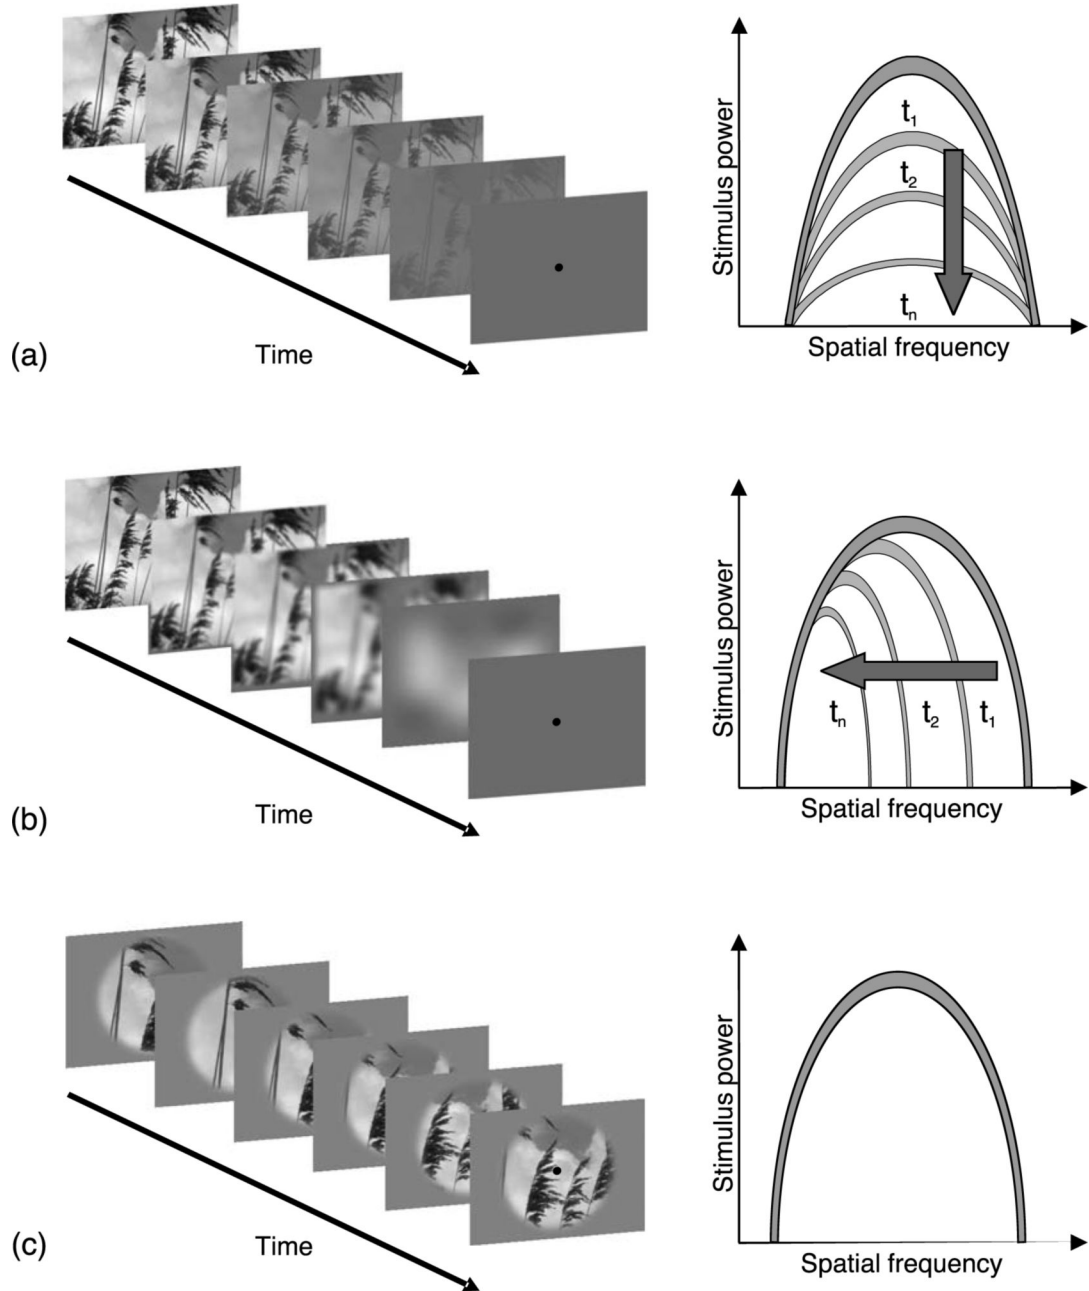 Stimulus power
t1
t2
tn
Spatial frequency
Time
(a)
Stimulus power
tn
t2
t1
Spatial frequency
Time
(b)
Stimulus power
Spatial frequency
Time
(c)